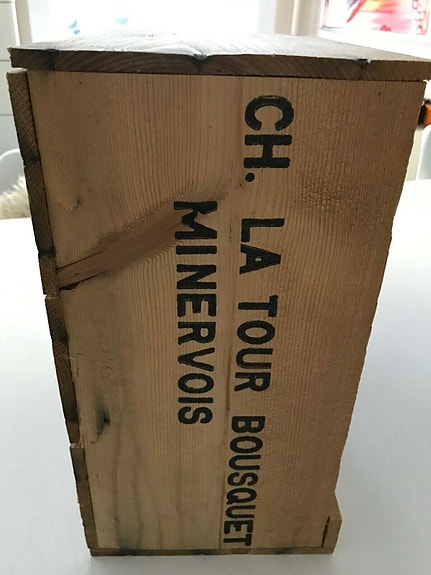 CH. LA TOUR BOUSQUET
MINERVOIS